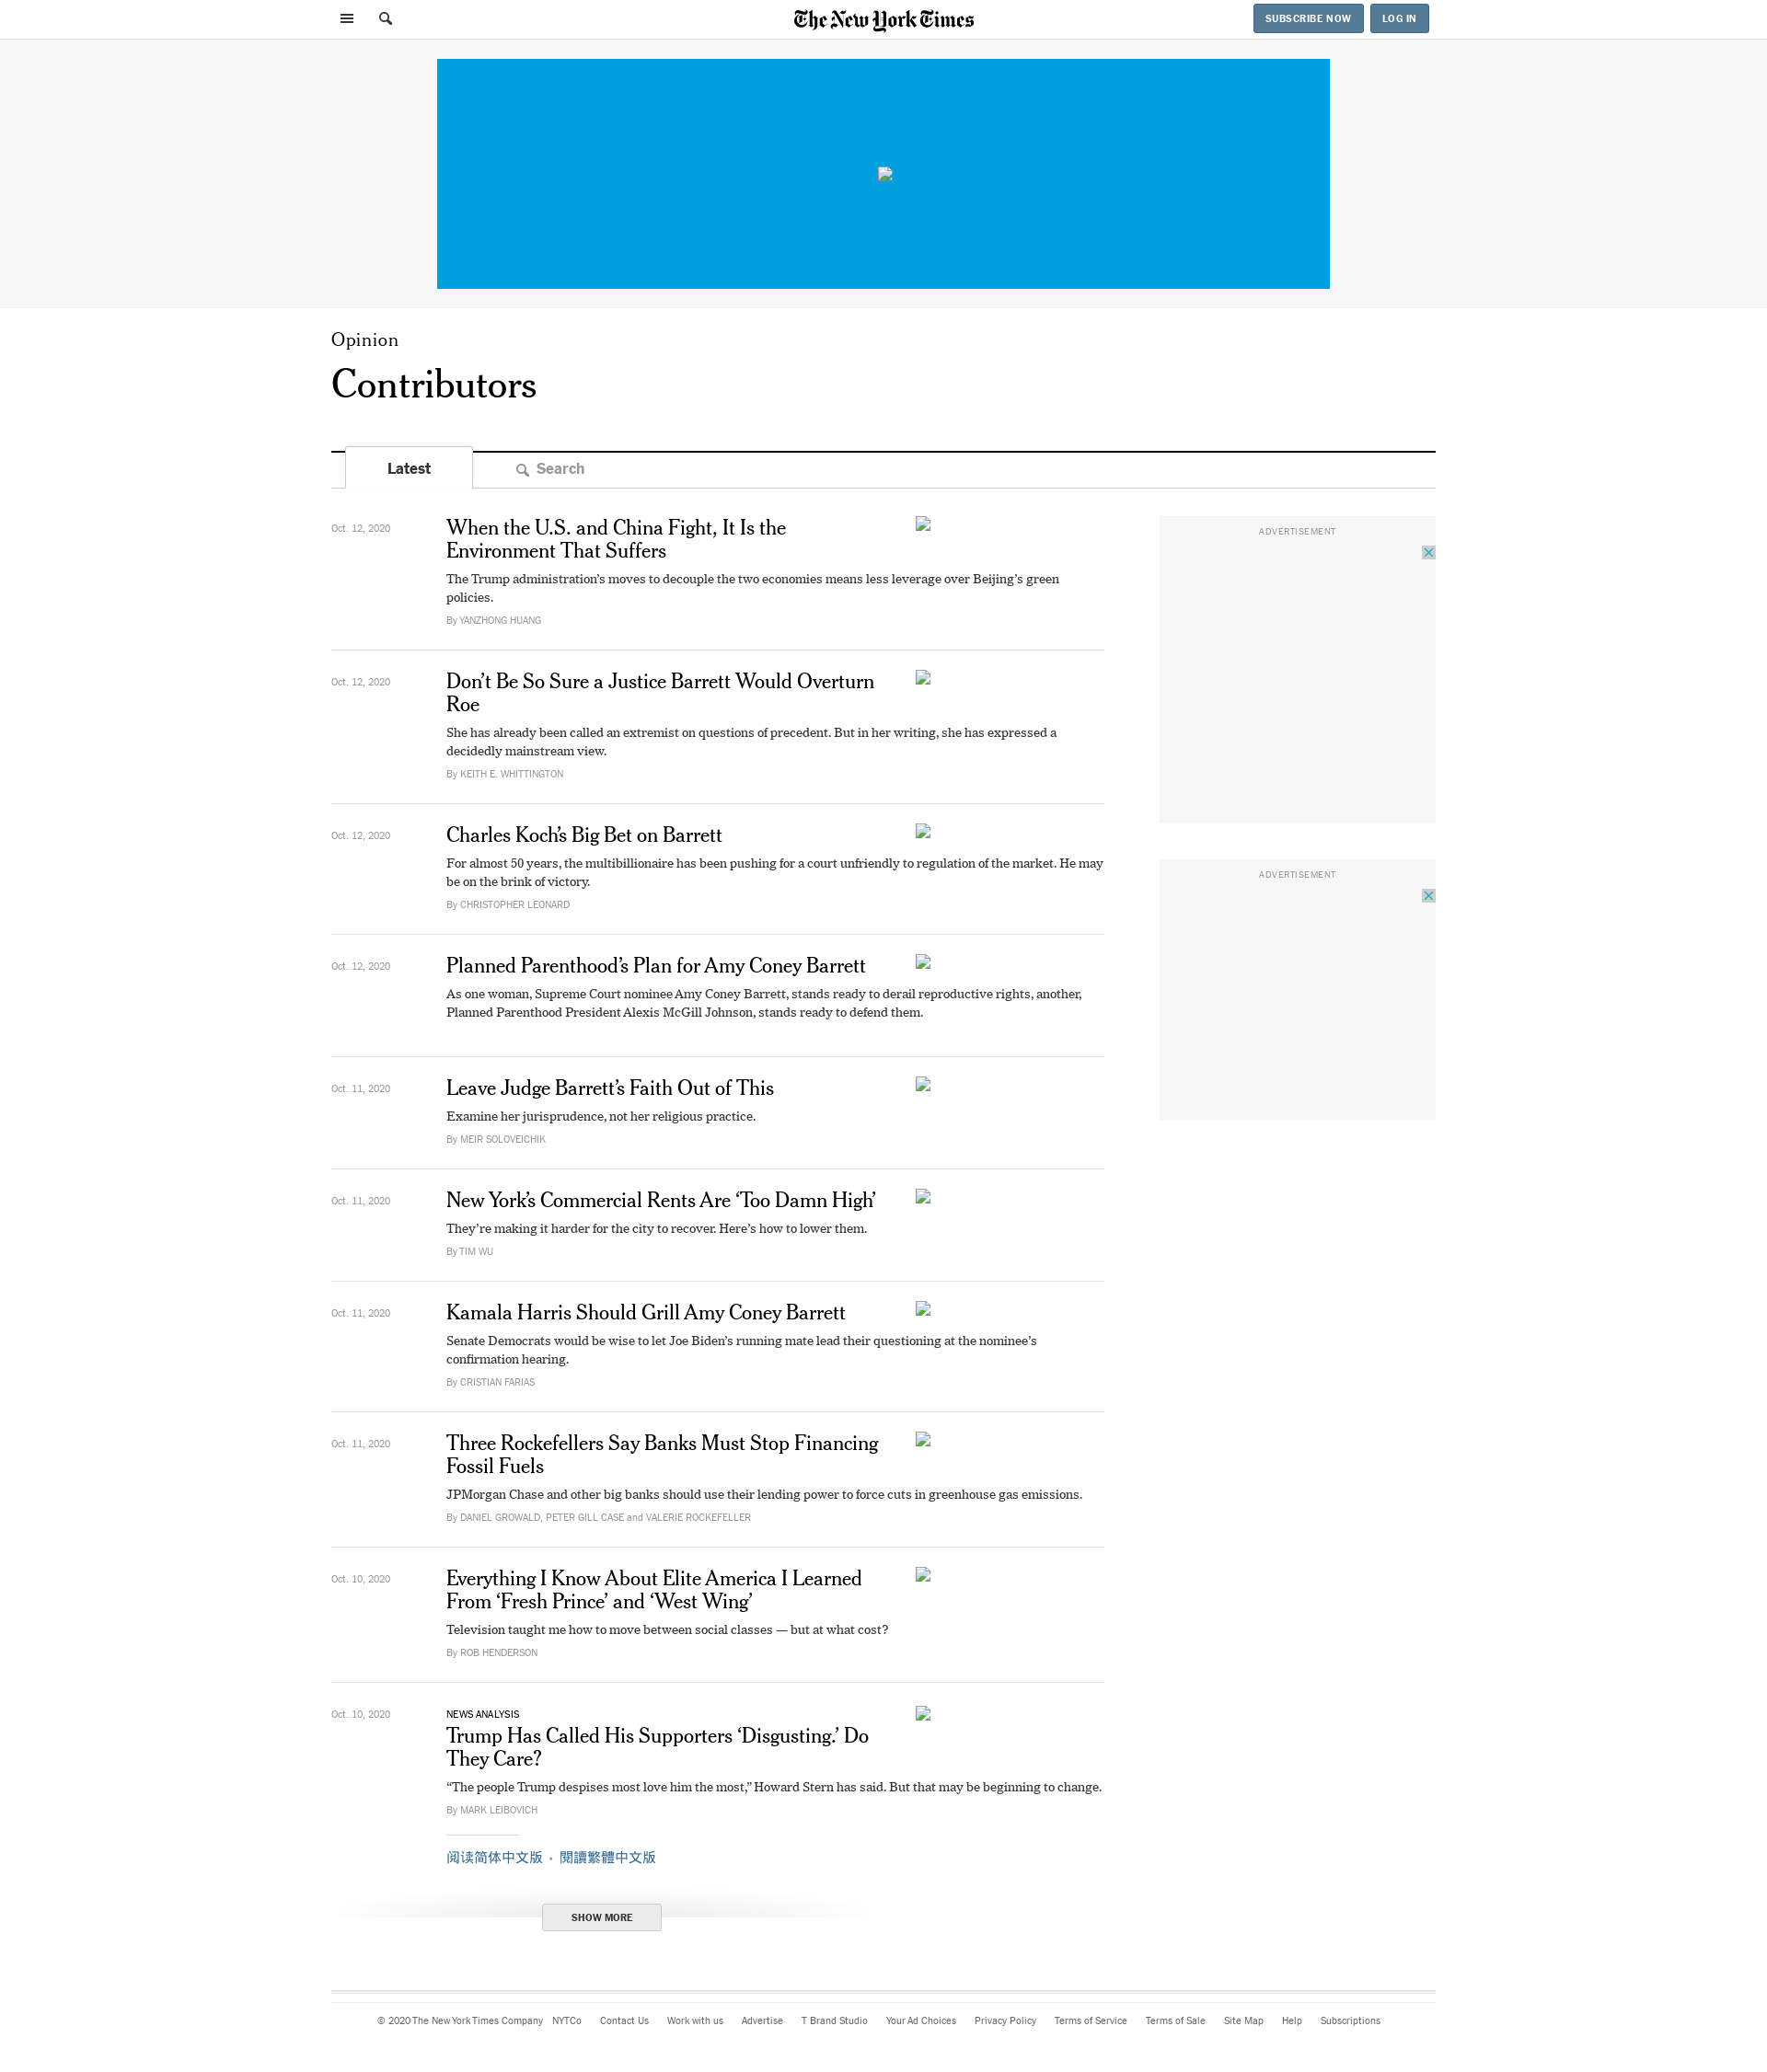 The New York Times
SUBSCRIBE NOW
LOG IN
Opinion
Contributors
Latest
Search
Oct. 12, 2020
When the U.S. and China Fight, It Is the
Environment That Suffers
The Trump administration’s moves to decouple the two economies means less leverage over Beijing’s green
policies.
By YANZHONG HUANG
ADVERTISEMENT
Oct. 12, 2020
Don’t Be So Sure a Justice Barrett Would Overturn
Roe
She has already been called an extremist on questions of precedent. But in her writing, she has expressed a
decidedly mainstream view.
By KEITH E. WHITTINGTON
Oct. 12, 2020
Charles Koch’s Big Bet on Barrett
For almost 50 years, the multibillionaire has been pushing for a court unfriendly to regulation of the market. He may
be on the brink of victory.
By CHRISTOPHER LEONARD
ADVERTISEMENT
Oct. 12, 2020
Planned Parenthood’s Plan for Amy Coney Barrett
As one woman, Supreme Court nominee Amy Coney Barrett, stands ready to derail reproductive rights, another,
Planned Parenthood President Alexis McGill Johnson, stands ready to defend them.
Oct. 11, 2020
Leave Judge Barrett’s Faith Out of This
Examine her jurisprudence, not her religious practice.
By MEIR SOLOVEICHIK
Oct. 11, 2020
New York’s Commercial Rents Are ‘Too Damn High’
They’re making it harder for the city to recover. Here’s how to lower them.
By TIM WU
Oct. 11, 2020
Kamala Harris Should Grill Amy Coney Barrett
Senate Democrats would be wise to let Joe Biden’s running mate lead their questioning at the nominee’s
confirmation hearing.
By CRISTIAN FARIAS
Oct. 11, 2020
Three Rockefellers Say Banks Must Stop Financing
Fossil Fuels
JPMorgan Chase and other big banks should use their lending power to force cuts in greenhouse gas emissions.
By DANIEL GROWALD, PETER GILL CASE and VALERIE ROCKEFELLER
Oct. 10, 2020
Everything I Know About Elite America I Learned
From ‘Fresh Prince’ and ‘West Wing’
Television taught me how to move between social classes — but at what cost?
By ROB HENDERSON
Oct. 10, 2020
NEWS ANALYSIS
Trump Has Called His Supporters ‘Disgusting.’ Do
They Care?
“The people Trump despises most love him the most,” Howard Stern has said. But that may be beginning to change.
By MARK LEIBOVICH
阅读简体中文版 • 閱讀繁體中文版
SHOW MORE
© 2020 The New York Times Company NYTCo Contact Us Work with us Advertise T Brand Studio Your Ad Choices Privacy Policy Terms of Service Terms of Sale Site Map Help Subscriptions